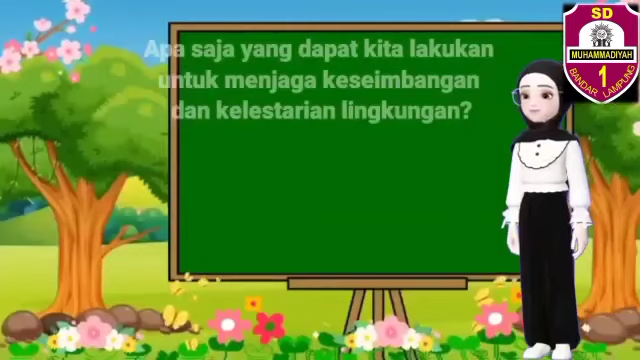 Apa saja yang dapat kita lakukan
untuk menjaga keseimbangan
dan kelestarian lingkungan?
SD
MUHAMMADIYAH
1
BANDAR LAMPUNG